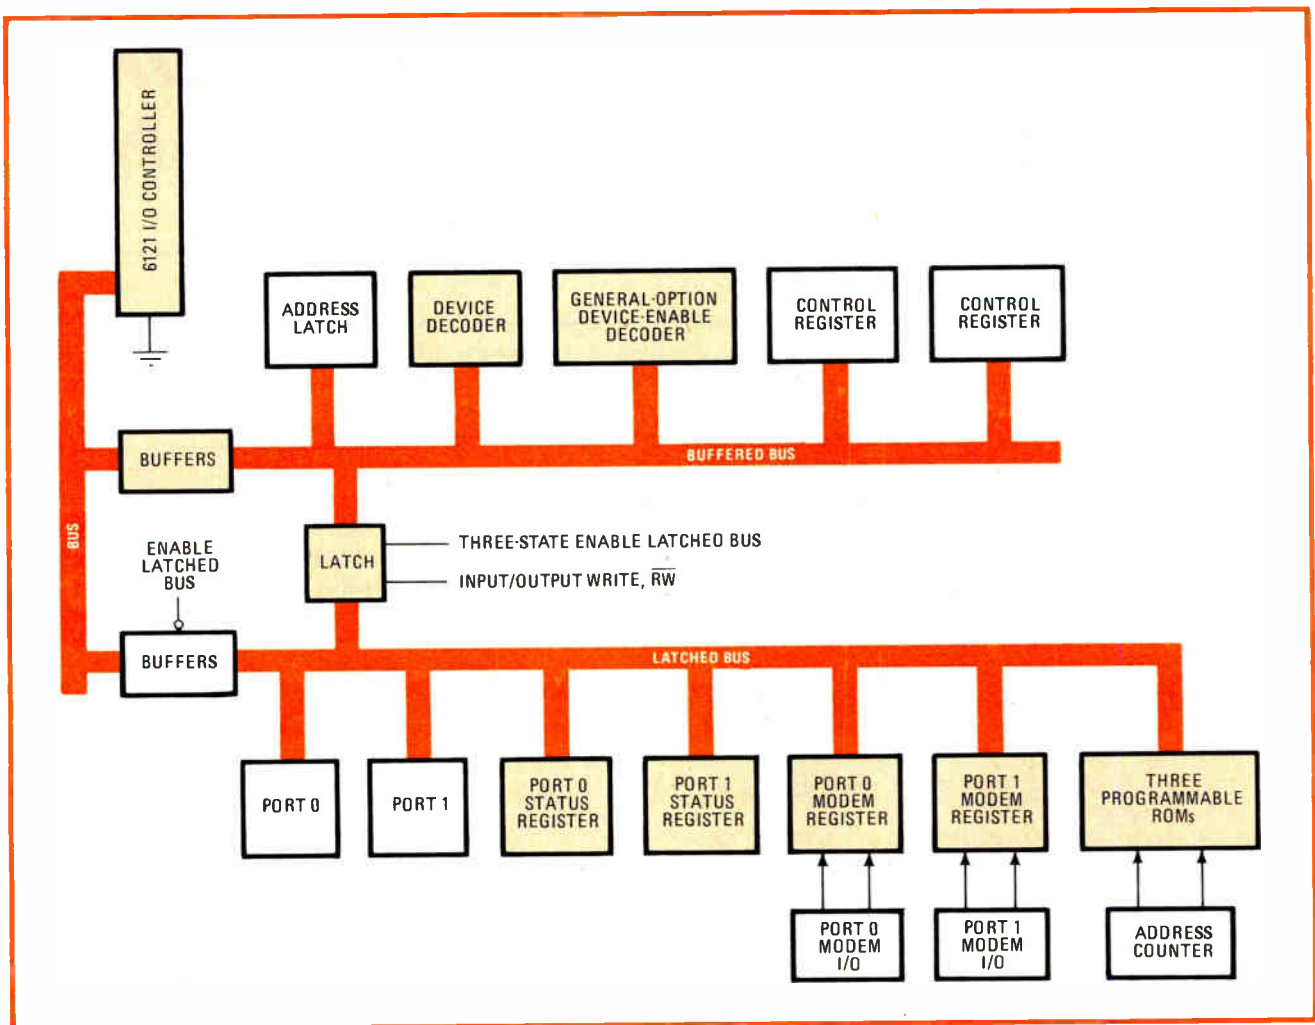 6121 I/O CONTROLLER
ADDRESS
LATCH
DEVICE
DECODER
GENERAL-OPTION
DEVICE-ENABLE
DECODER
CONTROL
REGISTER
CONTROL
REGISTER
BUFFERS
BUFFERED BUS
BUS
ENABLE
LATCHED
BUS
LATCH
THREE-STATE ENABLE LATCHED BUS
INPUT/OUTPUT WRITE, R̅W̅
BUFFERS
LATCHED BUS
PORT 0
PORT 1
PORT 0
STATUS
REGISTER
PORT 1
STATUS
REGISTER
PORT 0
MODEM
REGISTER
PORT 1
MODEM
REGISTER
THREE
PROGRAMMABLE
ROMs
PORT 0
MODEM
I/O
PORT 1
MODEM
I/O
ADDRESS
COUNTER